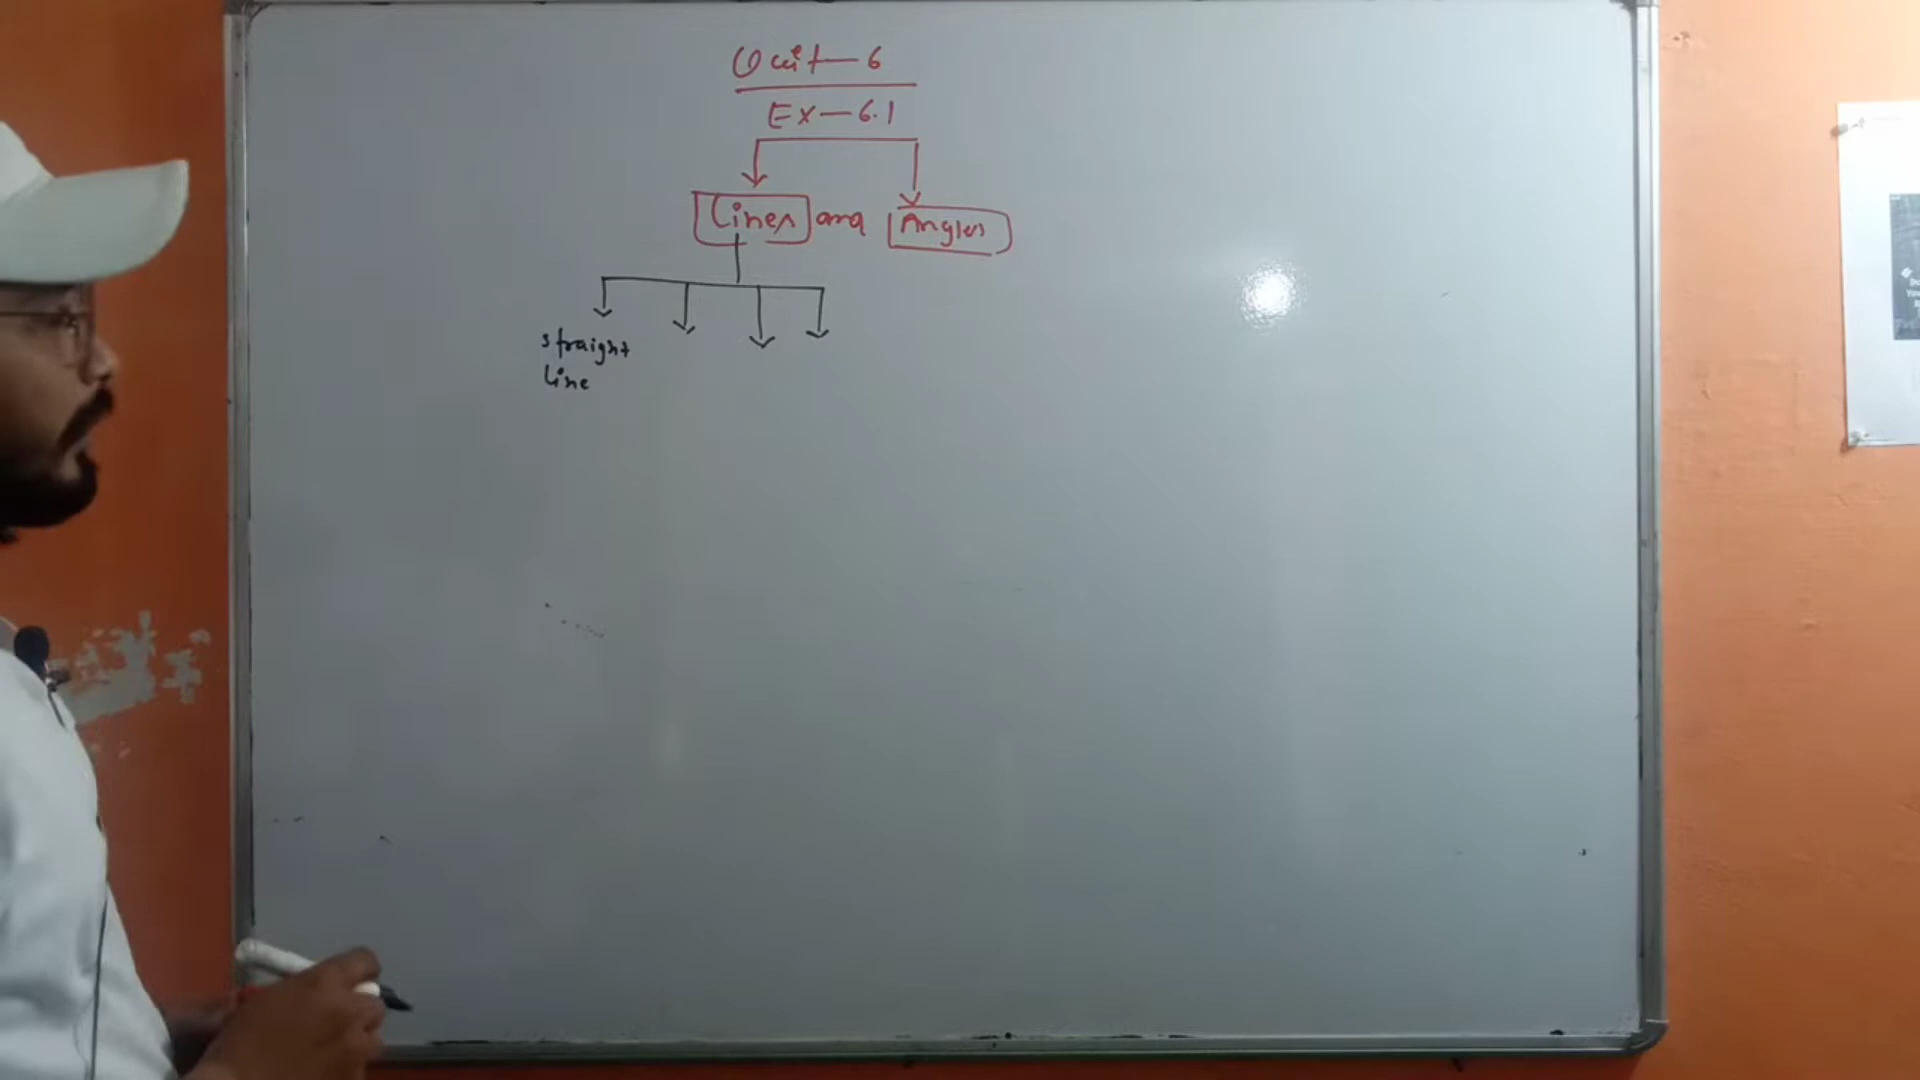 Unit—6
Ex—6.1
Lines and Angles
straight
line